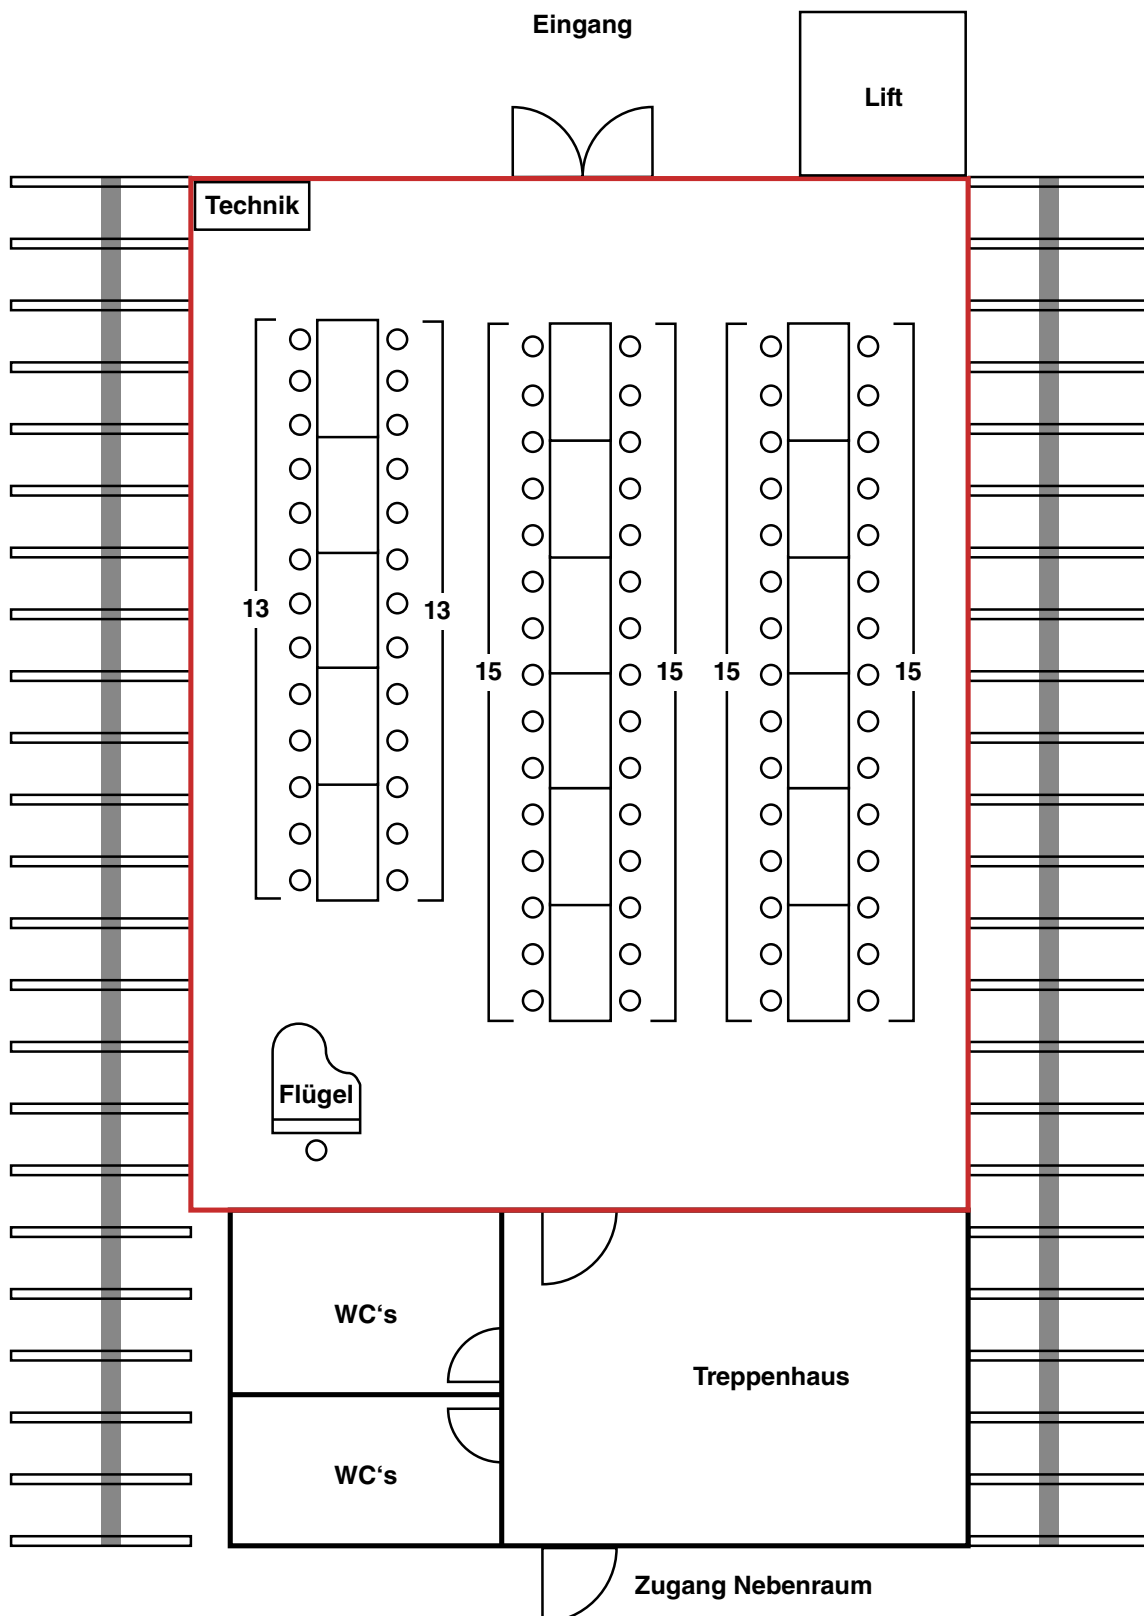 Eingang
Lift
Technik
13
13
15
15
15
15
Flügel
WC‘s
Treppenhaus
WC‘s
Zugang Nebenraum